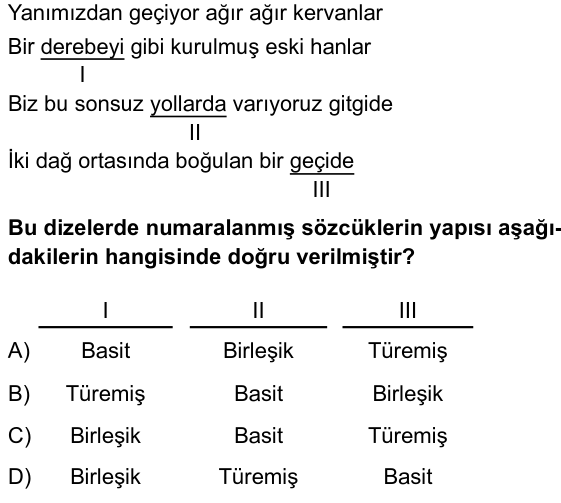 Yanımızdan geçiyor ağır ağır kervanlar
Bir derebeyi gibi kurulmuş eski hanlar
I
Biz bu sonsuz yollarda varıyoruz gitgide
II
İki dağ ortasında boğulan bir geçide
III
Bu dizelerde numaralanmış sözcüklerin yapısı aşağı-
dakilerin hangisinde doğru verilmiştir?
I II III
A) Basit Birleşik Türemiş
B) Türemiş Basit Birleşik
C) Birleşik Basit Türemiş
D) Birleşik Türemiş Basit